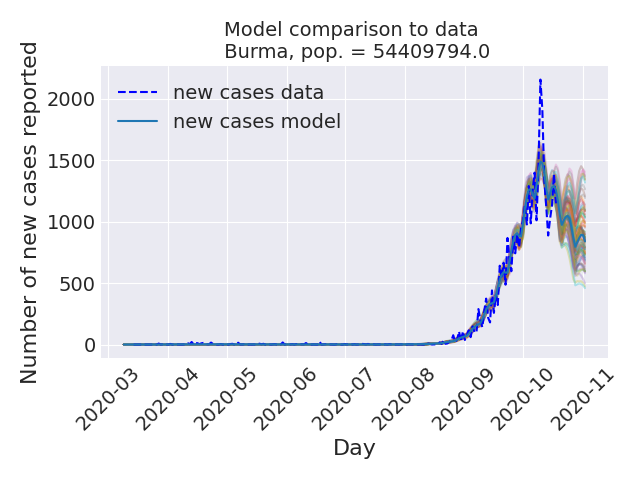 Model comparison to data
Burma, pop. = 54409794.0
Number of new cases reported
2000
1500
1000
500
0
new cases data
new cases model
2020-03
2020-04
2020-05
2020-06
2020-07
2020-08
2020-09
2020-10
2020-11
Day